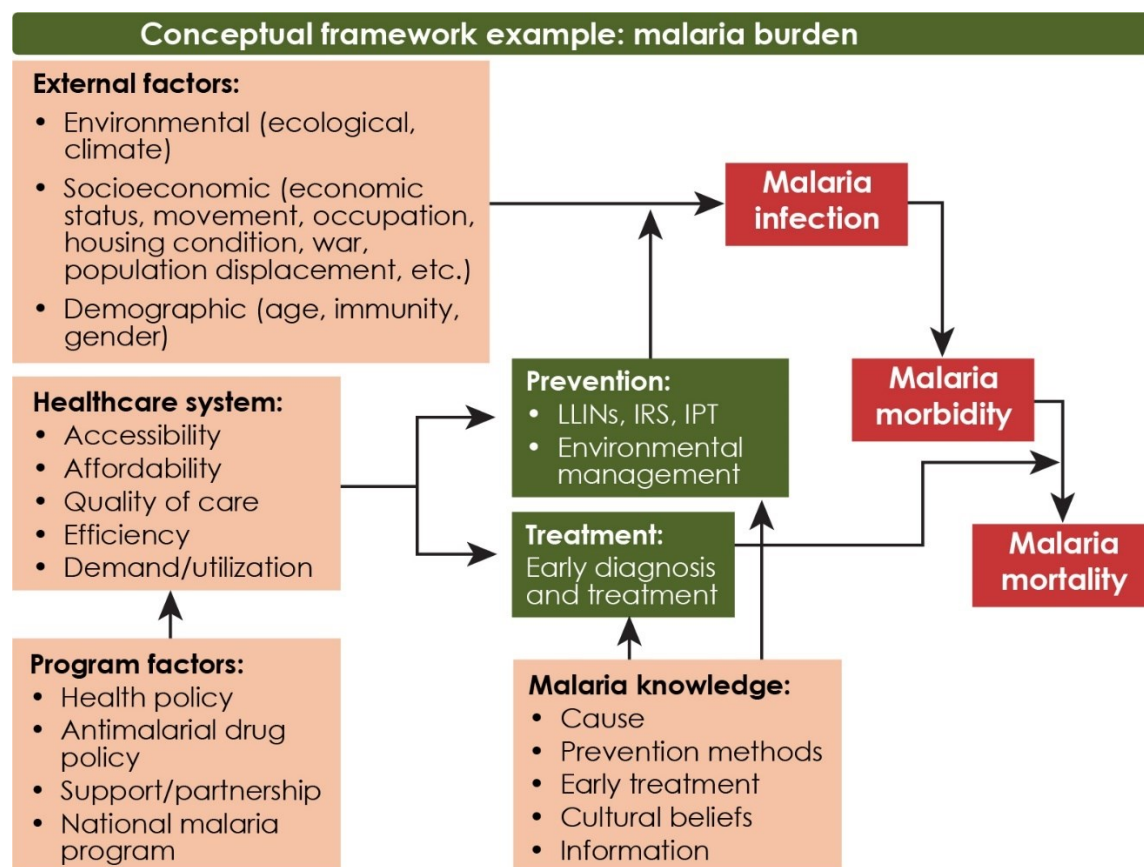 Conceptual framework example: malaria burden
External factors:
• Environmental (ecological,
climate)
• Socioeconomic (economic
status, movement, occupation,
housing condition, war,
population displacement, etc.)
• Demographic (age, immunity,
gender)
Malaria
infection
Healthcare system:
• Accessibility
• Affordability
• Quality of care
• Efficiency
• Demand/utilization
Prevention:
• LLINs, IRS, IPT
• Environmental
management
Malaria
morbidity
Treatment:
Early diagnosis
and treatment
Malaria
mortality
Program factors:
• Health policy
• Antimalarial drug
policy
• Support/partnership
• National malaria
program
Malaria knowledge:
• Cause
• Prevention methods
• Early treatment
• Cultural beliefs
• Information